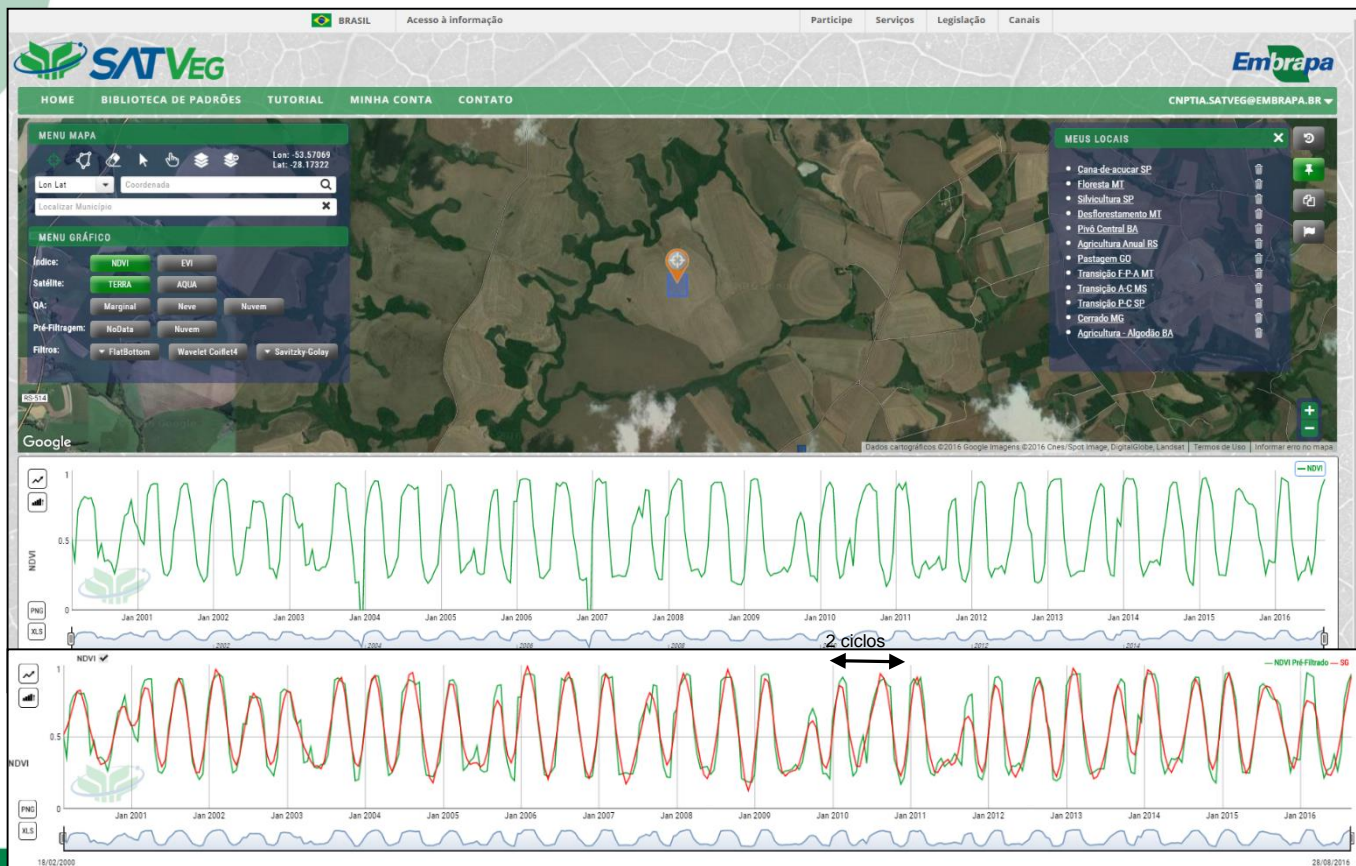 BRASIL Acesso à informação Participe Serviços Legislação Canais
SATVEG
Embrapa
HOME BIBLIOTECA DE PADRÕES TUTORIAL MINHA CONTA CONTATO CNPTIA.SATVEG@EMBRAPA.BR
MENU MAPA
Lon: -53.57069
Lat: -28.17322
Lon Lat Coordenada
Localizar Município
MENU GRÁFICO
Índice: NDVI EVI
Satélite: TERRA AQUA
QA: Marginal Neve Nuvem
Pré-Filtragem: NoData Nuvem
Filtros: FlatBottom Wavelet Coiflet4 Savitzky-Golay
MEUS LOCAIS
Cana-de-acucar SP
Floresta MT
Silvicultura SP
Desflorestamento MT
Pivô Central BA
Agricultura Anual RS
Pastagem GO
Transição F-P-A MT
Transição A-C MS
Transição P-C SP
Cerrado MG
Agricultura - Algodão BA
RS-514
Google
Dados cartográficos ©2016 Google Imagens ©2016 Cnes/Spot Image, DigitalGlobe, Landsat Termos de Uso Informar erro no mapa
NDVI
1
0.5
0
NDVI
PNG
XLS
Jan 2001 Jan 2002 Jan 2003 Jan 2004 Jan 2005 Jan 2006 Jan 2007 Jan 2008 Jan 2009 Jan 2010 Jan 2011 Jan 2012 Jan 2013 Jan 2014 Jan 2015 Jan 2016
2002 2004 2006 2008 2012 2014
2 ciclos
NDVI
NDVI Pré-Filtrado SG
1
0.5
0
NDVI
PNG
XLS
Jan 2001 Jan 2002 Jan 2003 Jan 2004 Jan 2005 Jan 2006 Jan 2007 Jan 2008 Jan 2009 Jan 2010 Jan 2011 Jan 2012 Jan 2013 Jan 2014 Jan 2015 Jan 2016
18/02/2000 28/08/2016